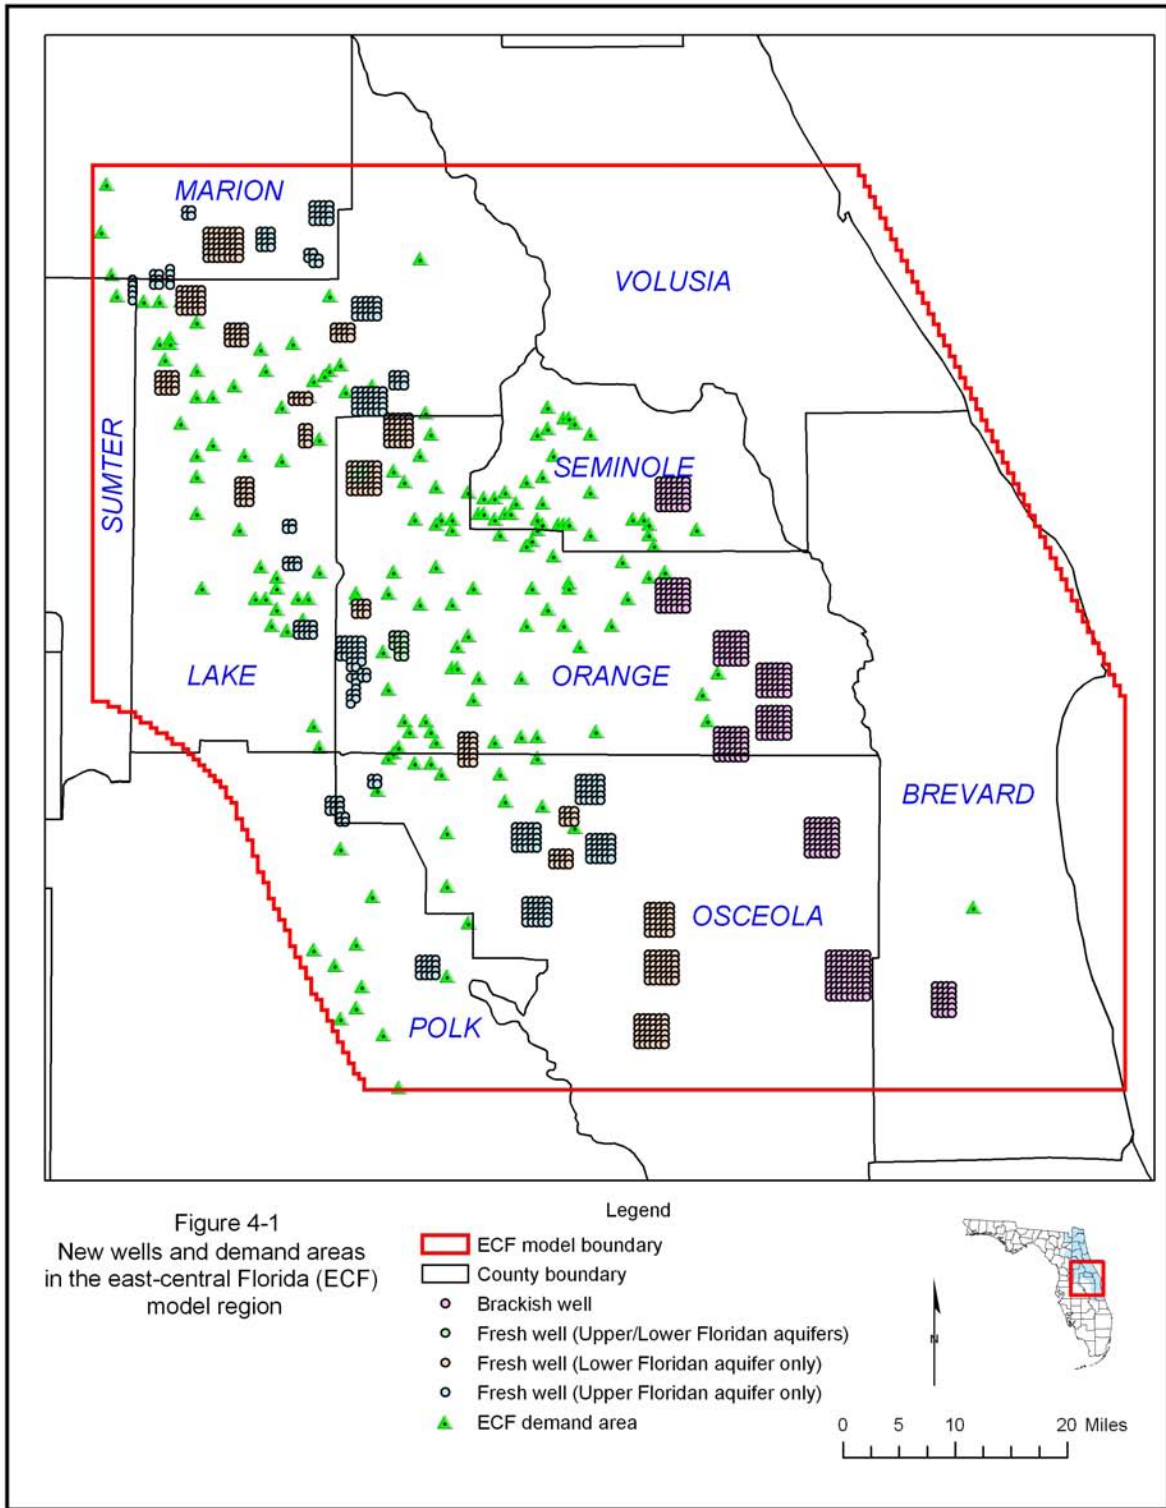 MARION
VOLUSIA
SUMTER
SEMINOLE
LAKE
ORANGE
BREVARD
OSCEOLA
POLK
Figure 4-1
New wells and demand areas
in the east-central Florida (ECF)
model region
Legend
ECF model boundary
County boundary
Brackish well
Fresh well (Upper/Lower Floridan aquifers)
Fresh well (Lower Floridan aquifer only)
Fresh well (Upper Floridan aquifer only)
ECF demand area
N
0 5 10 20 Miles